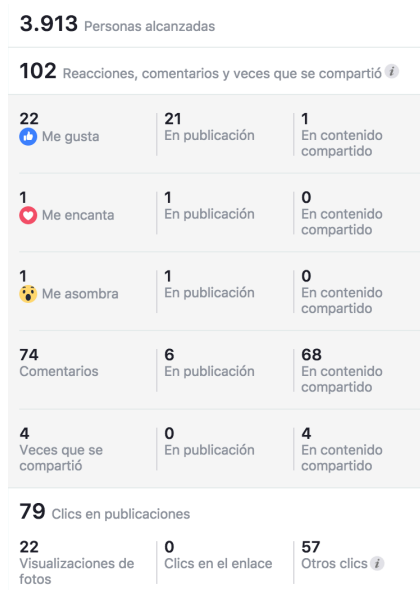 3.913 Personas alcanzadas
102 Reacciones, comentarios y veces que se compartió
22 21 1
Me gusta En publicación En contenido
compartido
1 1 0
Me encanta En publicación En contenido
compartido
1 1 0
Me asombra En publicación En contenido
compartido
74 6 68
Comentarios En publicación En contenido
compartido
4 0 4
Veces que se En publicación En contenido
compartió compartido
79 Clics en publicaciones
22 0 57
Visualizaciones de Clics en el enlace Otros clics
fotos